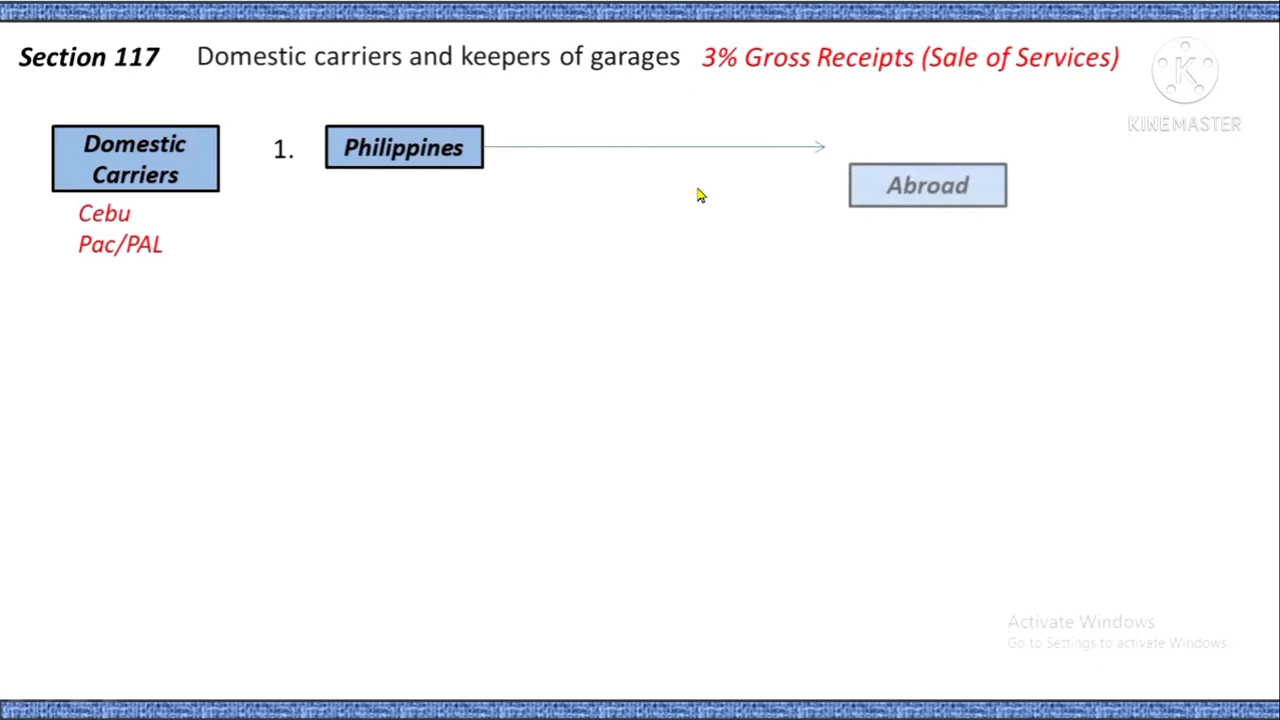 Section 117 Domestic carriers and keepers of garages 3% Gross Receipts (Sale of Services)
K
KINEMASTER
Domestic
Carriers
1. Philippines
Abroad
Cebu
Pac/PAL
Activate Windows
Go to Settings to activate Windows.